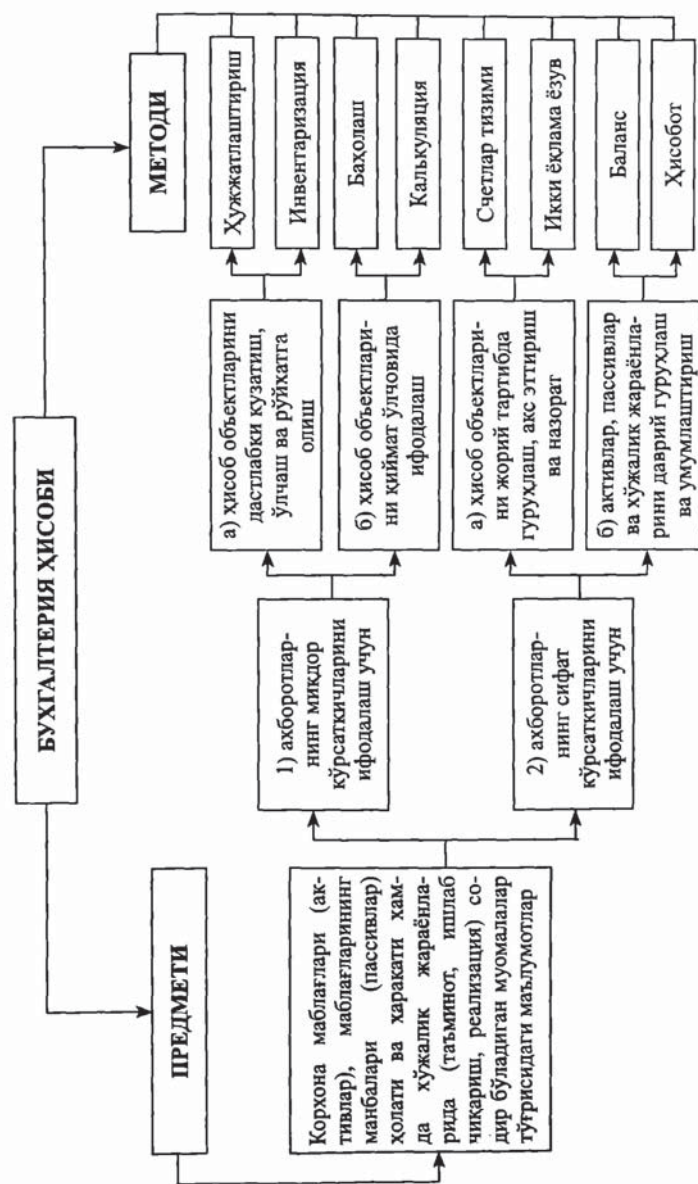 БУХГАЛТЕРИЯ ҲИСОБИ
ПРЕДМЕТИ
МЕТОДИ
Корхона маблағлари (ак-
тивлар), маблағларининг
манбалари (пассивлар)
ҳолати ва харакати хам-
да хўжалик жараёнла-
рида (таъминот, ишлаб
чиқариш, реализация) со-
дир бўладиган муомалалар
тўғрисидаги маълумотлар
1) ахборотлар-
нинг миқдор
кўрсаткичларини
ифодалаш учун
2) ахборотлар-
нинг сифат
кўрсаткичларини
ифодалаш учун
а) ҳисоб объектларини
дастлабки кузатиш,
ўлчаш ва рўйхатга
олиш
б) ҳисоб объектлари-
ни қиймат ўлчовида
ифодалаш
а) ҳисоб объектлари-
ни жорий тартибда
гуруҳлаш, акс эттириш
ва назорат
б) активлар, пассивлар
ва хўжалик жараёнла-
рини даврий гуруҳлаш
ва умумлаштириш
Ҳужжатлаштириш
Инвентаризация
Баҳолаш
Калькуляция
Счетлар тизими
Икки ёқлама ёзув
Баланс
Ҳисобот